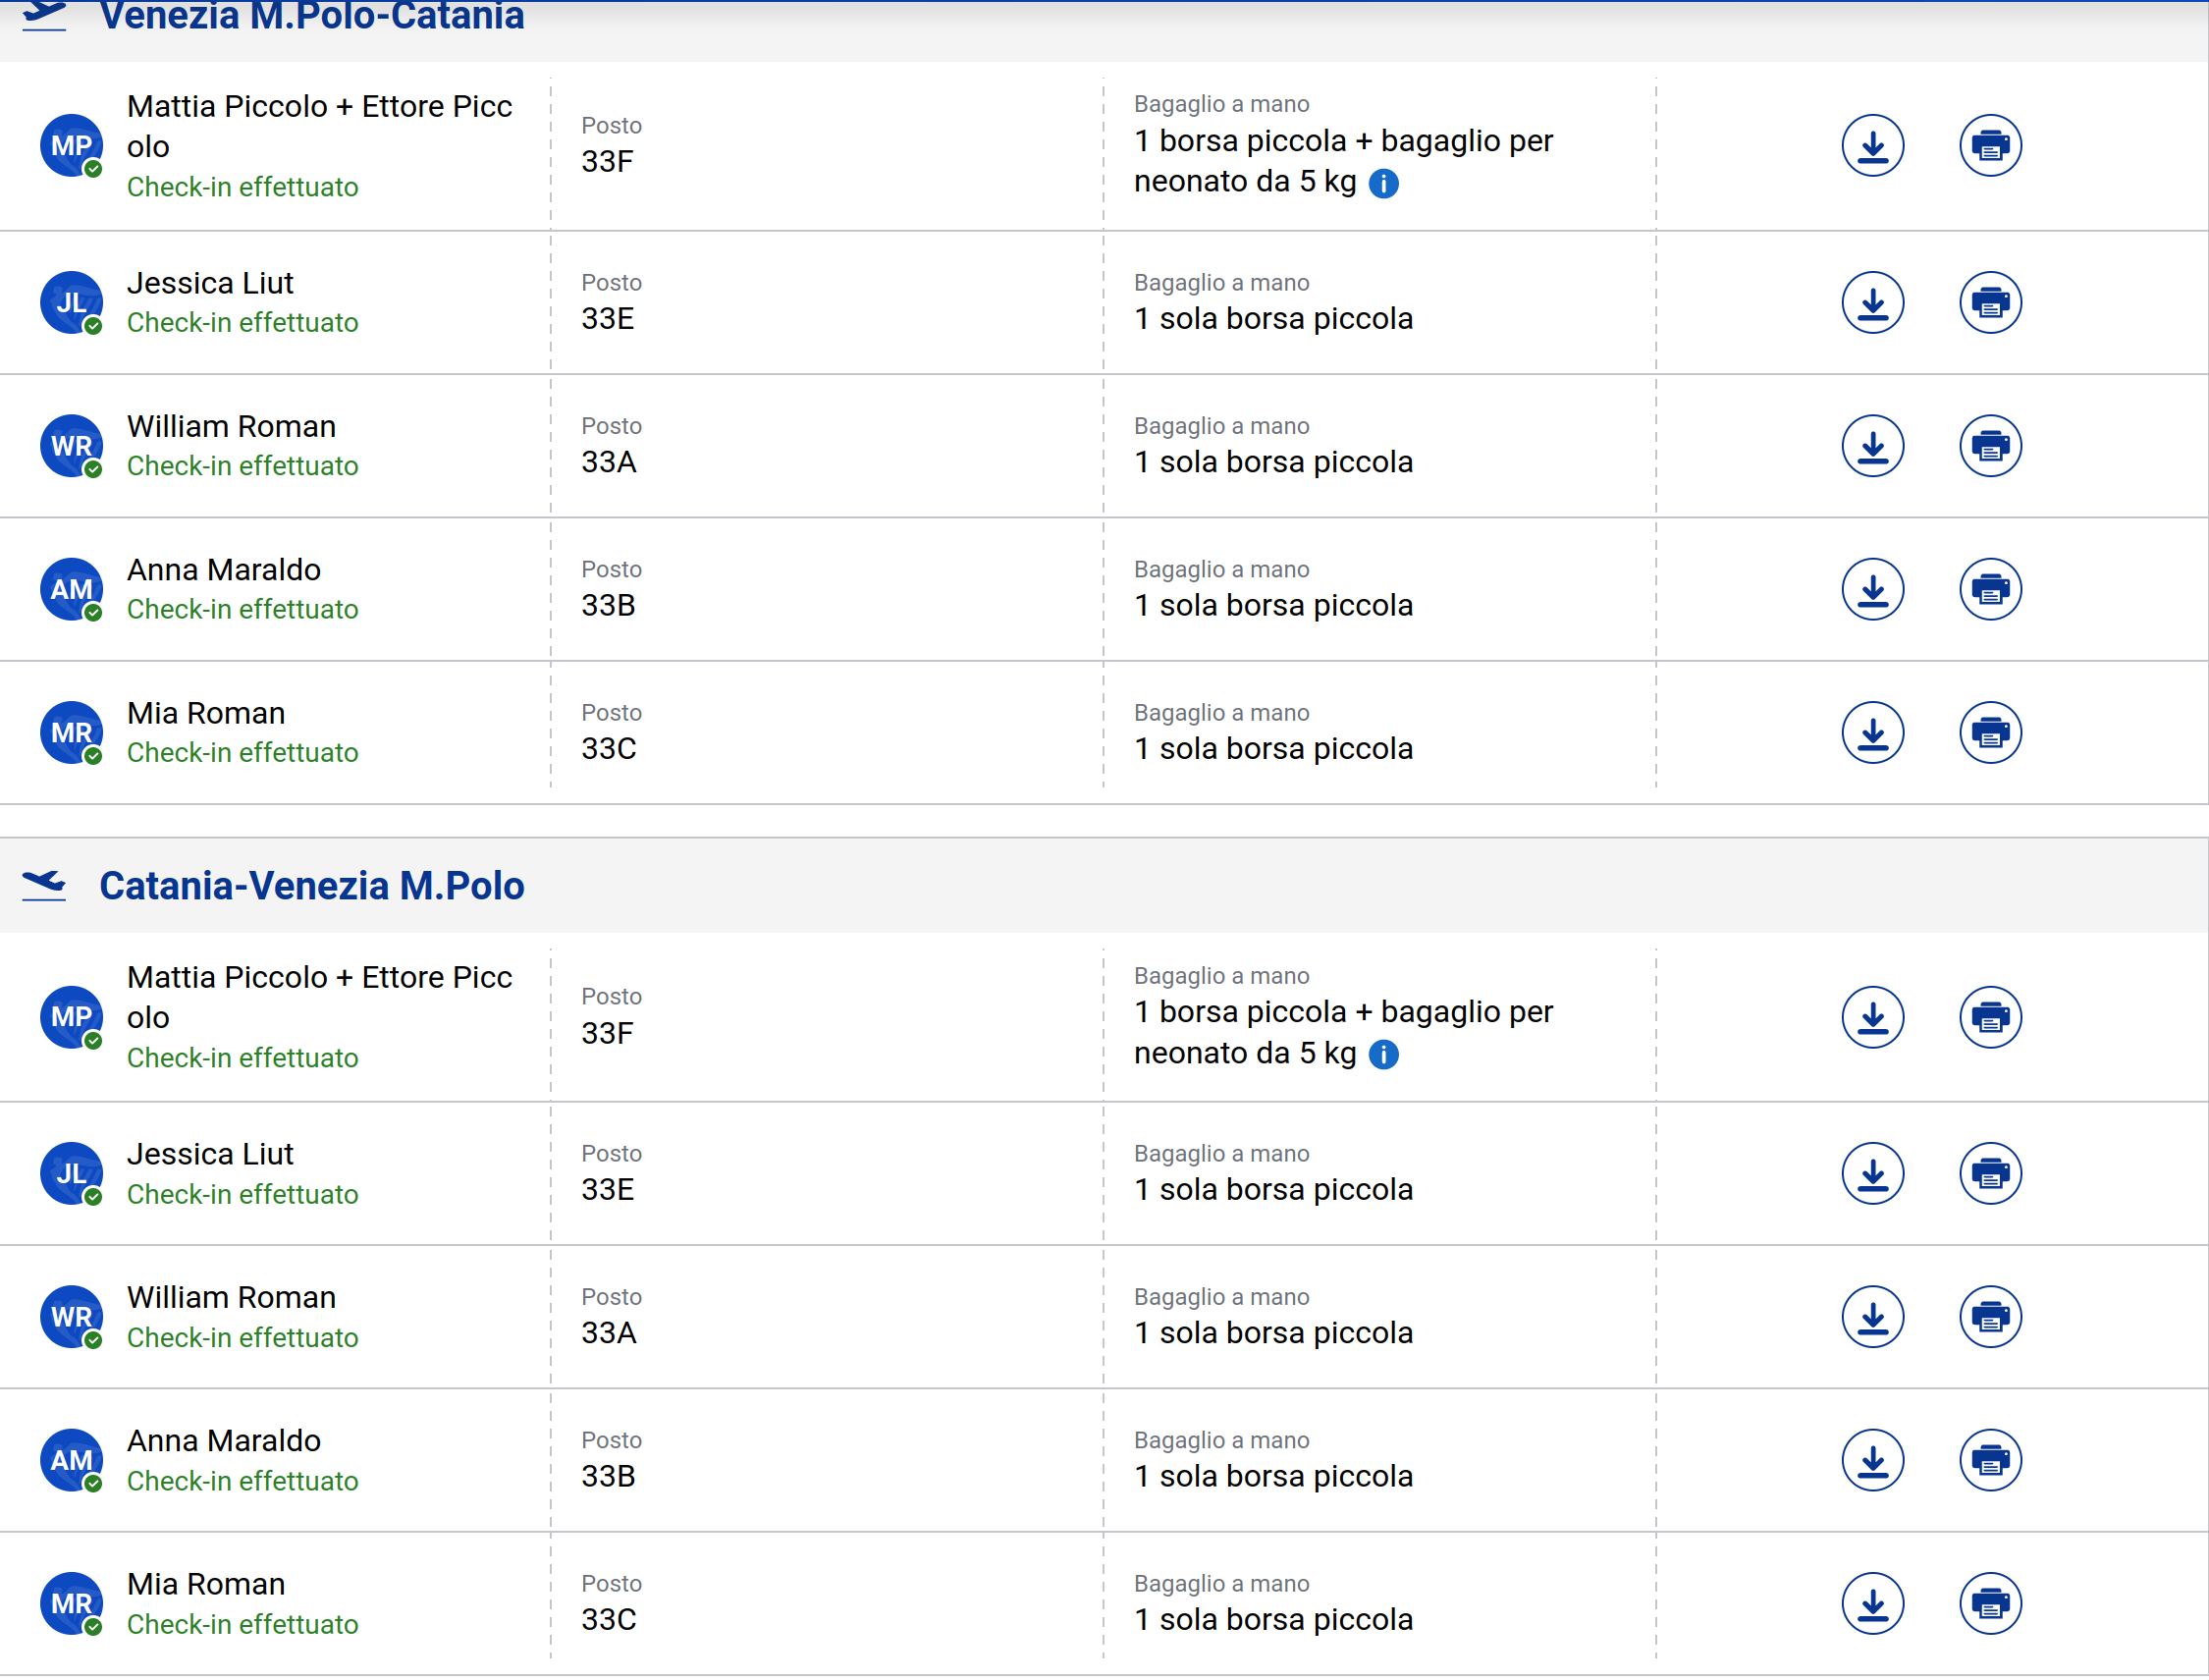 Venezia M.Polo-Catania
MP
Mattia Piccolo + Ettore Picc
olo
Check-in effettuato
Posto
33F
Bagaglio a mano
1 borsa piccola + bagaglio per
neonato da 5 kg
JL
Jessica Liut
Check-in effettuato
Posto
33E
Bagaglio a mano
1 sola borsa piccola
WR
William Roman
Check-in effettuato
Posto
33A
Bagaglio a mano
1 sola borsa piccola
AM
Anna Maraldo
Check-in effettuato
Posto
33B
Bagaglio a mano
1 sola borsa piccola
MR
Mia Roman
Check-in effettuato
Posto
33C
Bagaglio a mano
1 sola borsa piccola
Catania-Venezia M.Polo
MP
Mattia Piccolo + Ettore Picc
olo
Check-in effettuato
Posto
33F
Bagaglio a mano
1 borsa piccola + bagaglio per
neonato da 5 kg
JL
Jessica Liut
Check-in effettuato
Posto
33E
Bagaglio a mano
1 sola borsa piccola
WR
William Roman
Check-in effettuato
Posto
33A
Bagaglio a mano
1 sola borsa piccola
AM
Anna Maraldo
Check-in effettuato
Posto
33B
Bagaglio a mano
1 sola borsa piccola
MR
Mia Roman
Check-in effettuato
Posto
33C
Bagaglio a mano
1 sola borsa piccola